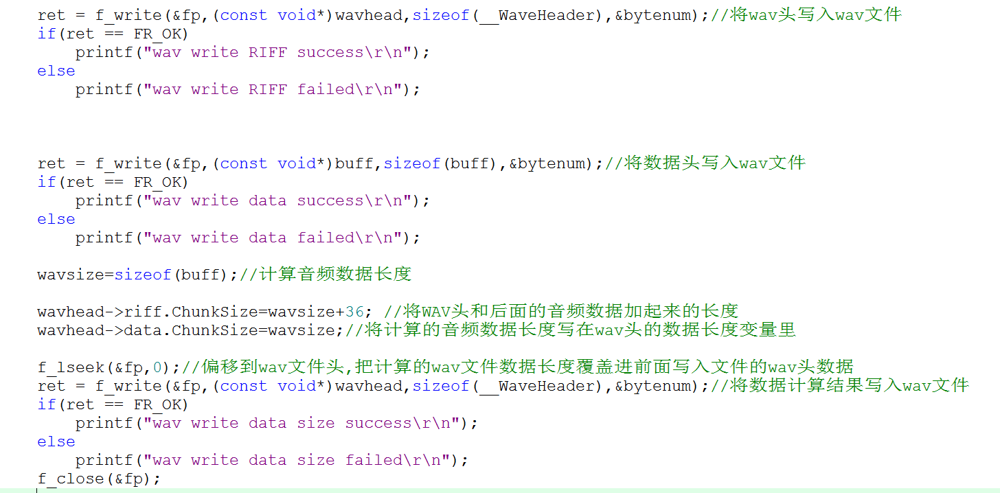 ret = f_write(&fp,(const void*)wavhead,sizeof(__WaveHeader),&bytenum);//将wav头写入wav文件
if(ret == FR_OK)
    printf("wav write RIFF success\r\n");
else
    printf("wav write RIFF failed\r\n");
ret = f_write(&fp,(const void*)buff,sizeof(buff),&bytenum);//将数据头写入wav文件
if(ret == FR_OK)
    printf("wav write data success\r\n");
else
    printf("wav write data failed\r\n");
wavsize=sizeof(buff);//计算音频数据长度
wavhead->riff.ChunkSize=wavsize+36; //将WAV头和后面的音频数据加起来的长度
wavhead->data.ChunkSize=wavsize;//将计算的音频数据长度写在wav头的数据长度变量里
f_lseek(&fp,0);//偏移到wav文件头,把计算的wav文件数据长度覆盖进前面写入文件的wav头数据
ret = f_write(&fp,(const void*)wavhead,sizeof(__WaveHeader),&bytenum);//将数据计算结果写入wav文件
if(ret == FR_OK)
    printf("wav write data size success\r\n");
else
    printf("wav write data size failed\r\n");
f_close(&fp);